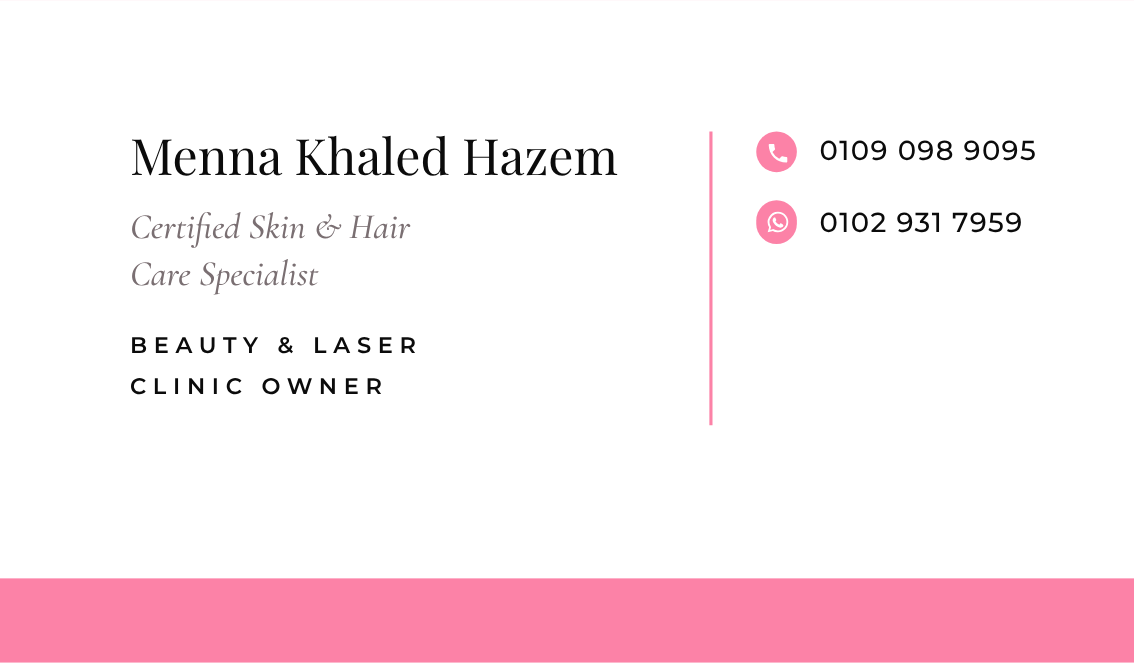 Menna Khaled Hazem
Certified Skin & Hair
Care Specialist
BEAUTY & LASER
CLINIC OWNER
0109 098 9095
0102 931 7959